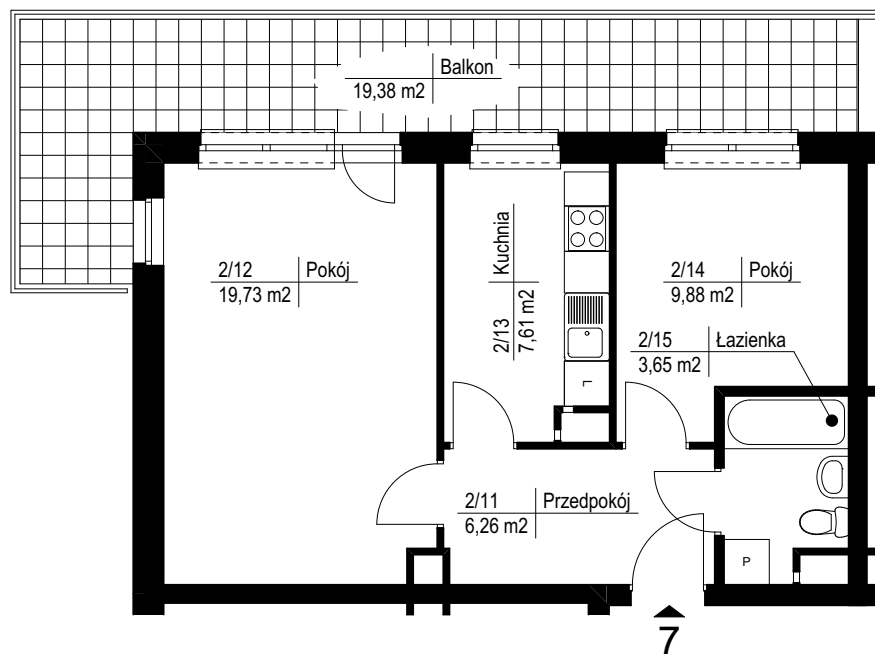 Balkon
19,38 m2
2/12 Pokój
19,73 m2
2/13 Kuchnia
7,61 m2
2/14 Pokój
9,88 m2
2/15 Łazienka
3,65 m2
L
2/11 Przedpokój
6,26 m2
P
7